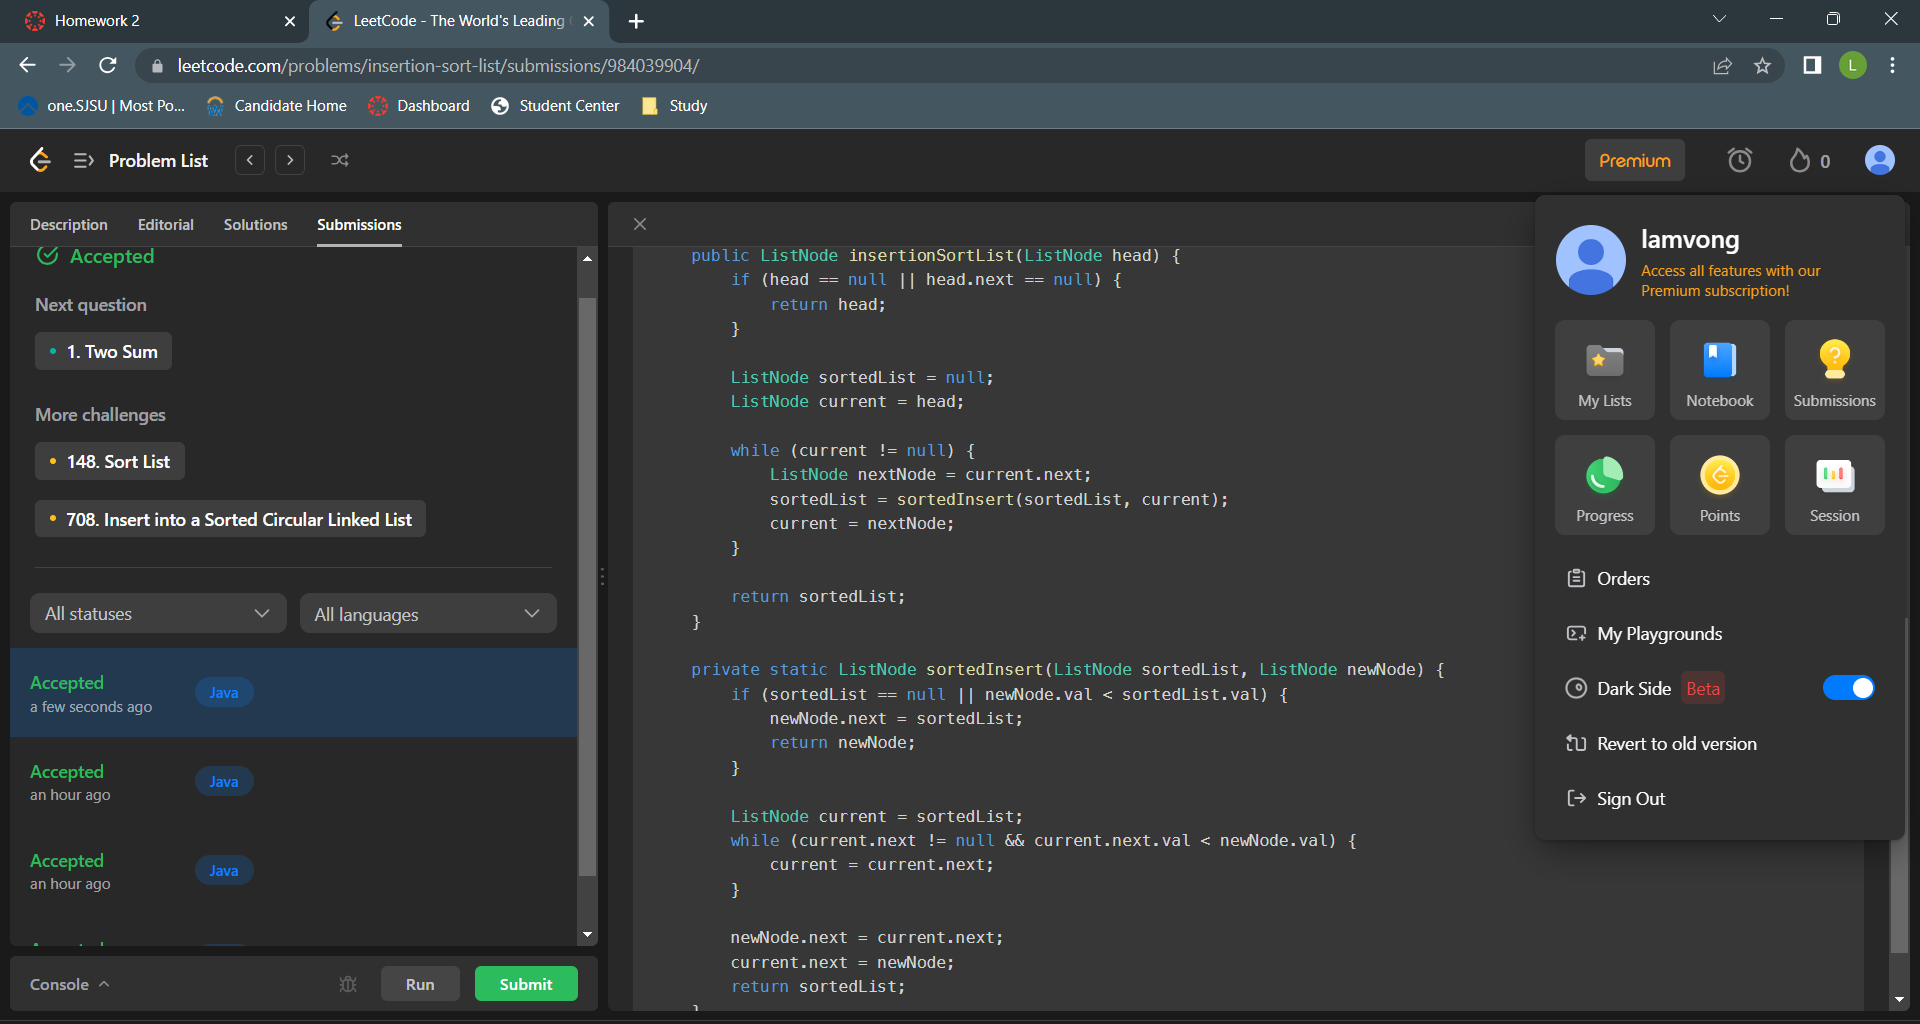 Homework 2
LeetCode - The World's Leading
leetcode.com/problems/insertion-sort-list/submissions/984039904/
L
one.SJSU | Most Po...
Candidate Home
Dashboard
Student Center
Study
Problem List
Premium
0
Description
Editorial
Solutions
Submissions
Accepted
Next question
1. Two Sum
More challenges
148. Sort List
708. Insert into a Sorted Circular Linked List
All statuses
All languages
Accepted
a few seconds ago
Java
Accepted
an hour ago
Java
Accepted
an hour ago
Java
Console
Run
Submit
public ListNode insertionSortList(ListNode head) {
if (head == null || head.next == null) {
return head;
}
ListNode sortedList = null;
ListNode current = head;
while (current != null) {
ListNode nextNode = current.next;
sortedList = sortedInsert(sortedList, current);
current = nextNode;
}
return sortedList;
}
private static ListNode sortedInsert(ListNode sortedList, ListNode newNode) {
if (sortedList == null || newNode.val < sortedList.val) {
newNode.next = sortedList;
return newNode;
}
ListNode current = sortedList;
while (current.next != null && current.next.val < newNode.val) {
current = current.next;
}
newNode.next = current.next;
current.next = newNode;
return sortedList;
lamvong
Access all features with our
Premium subscription!
My Lists
Notebook
Submissions
Progress
Points
Session
Orders
My Playgrounds
Dark Side Beta
Revert to old version
Sign Out